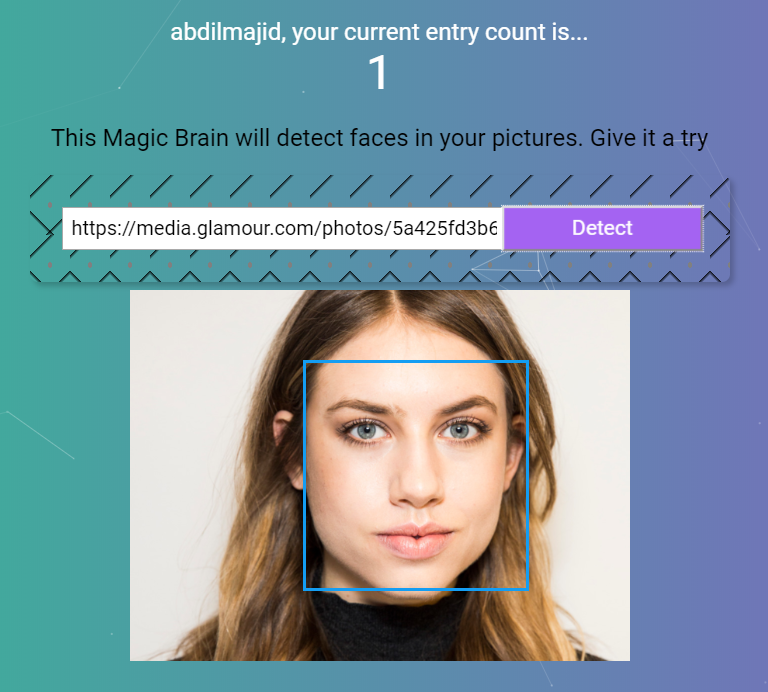 abdilmajid, your current entry count is...
1
This Magic Brain will detect faces in your pictures. Give it a try
https://media.glamour.com/photos/5a425fd3b6
Detect